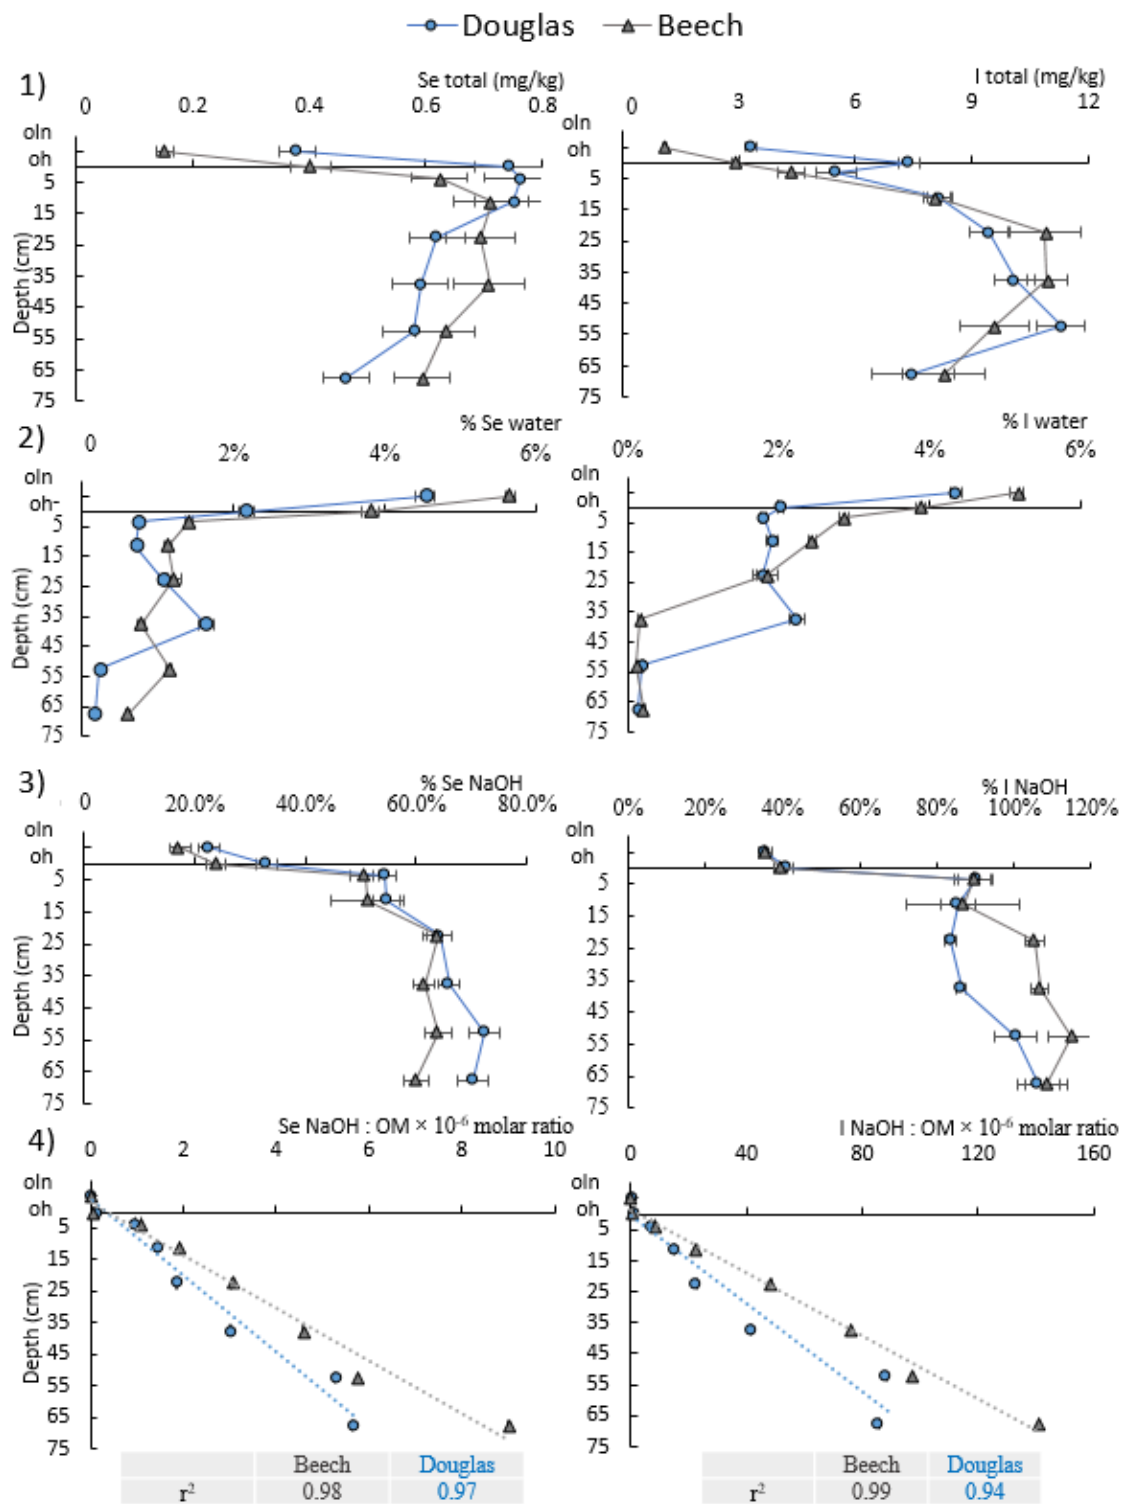 Douglas Beech
1)
Se total (mg/kg)
0 0.2 0.4 0.6 0.8
oln
oh
5
15
25
35
45
55
65
75
Depth (cm)
I total (mg/kg)
0 3 6 9 12
oln
oh
5
15
25
35
45
55
65
75
2)
% Se water
0 2% 4% 6%
oln
oh
5
15
25
35
45
55
65
75
Depth (cm)
% I water
0% 2% 4% 6%
oln
oh
5
15
25
35
45
55
65
75
3)
% Se NaOH
0 20.0% 40.0% 60.0% 80.0%
oln
oh
5
15
25
35
45
55
65
75
Depth (cm)
% I NaOH
0% 20% 40% 60% 80% 100% 120%
oln
oh
5
15
25
35
45
55
65
75
4)
Se NaOH : OM × 10⁻⁶ molar ratio
0 2 4 6 8 10
oln
oh
5
15
25
35
45
55
65
75
Depth (cm)
Beech Douglas
r² 0.98 0.97
I NaOH : OM × 10⁻⁶ molar ratio
0 40 80 120 160
oln
oh
5
15
25
35
45
55
65
75
Beech Douglas
r² 0.99 0.94